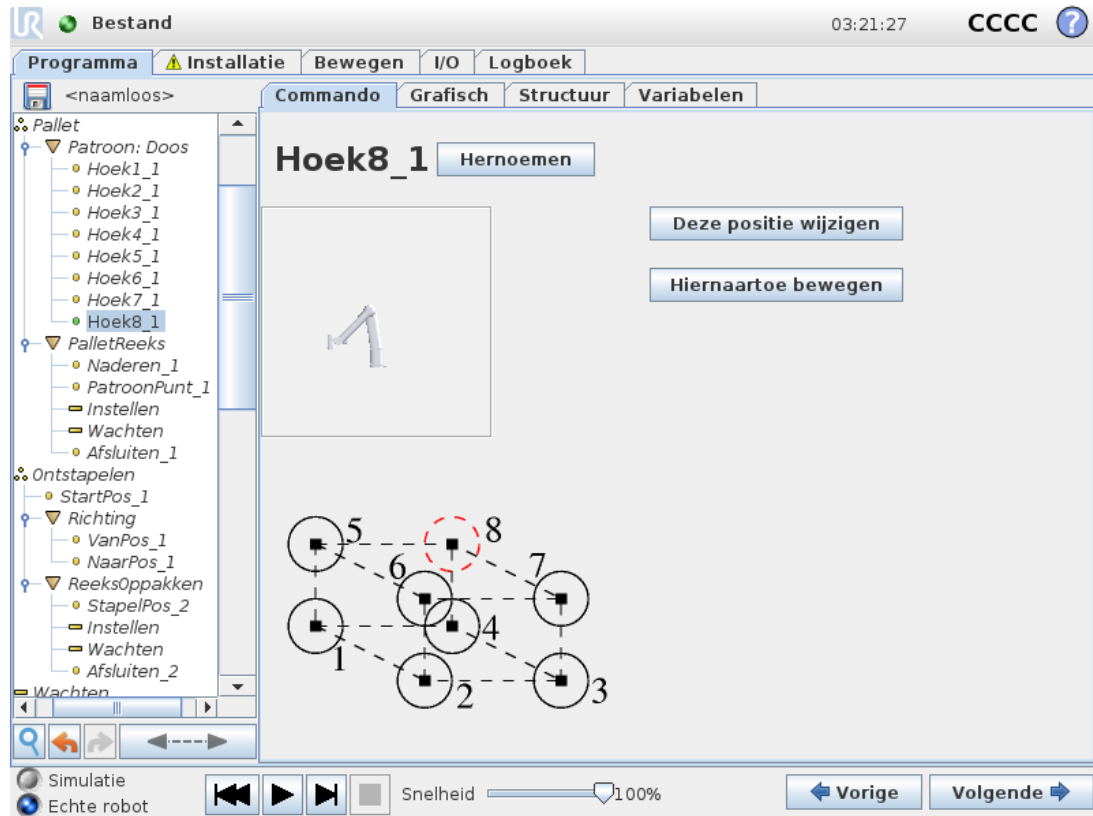 UR Bestand 03:21:27 CCCC ?
Programma Installatie Bewegen I/O Logboek
<naamloos> Commando Grafisch Structuur Variabelen
Pallet
Patroon: Doos
Hoek1_1
Hoek2_1
Hoek3_1
Hoek4_1
Hoek5_1
Hoek6_1
Hoek7_1
Hoek8_1
PalletReeks
Naderen_1
PatroonPunt_1
Instellen
Wachten
Afsluiten_1
Ontstapelen
StartPos_1
Richting
VanPos_1
NaarPos_1
ReeksOppakken
StapelPos_2
Instellen
Wachten
Afsluiten_2
Wachten
Hoek8_1 Hernoemen
Deze positie wijzigen
Hiernaartoe bewegen
5 8
6 7
1 4
2 3
Simulatie
Echte robot
Snelheid 100%
Vorige Volgende